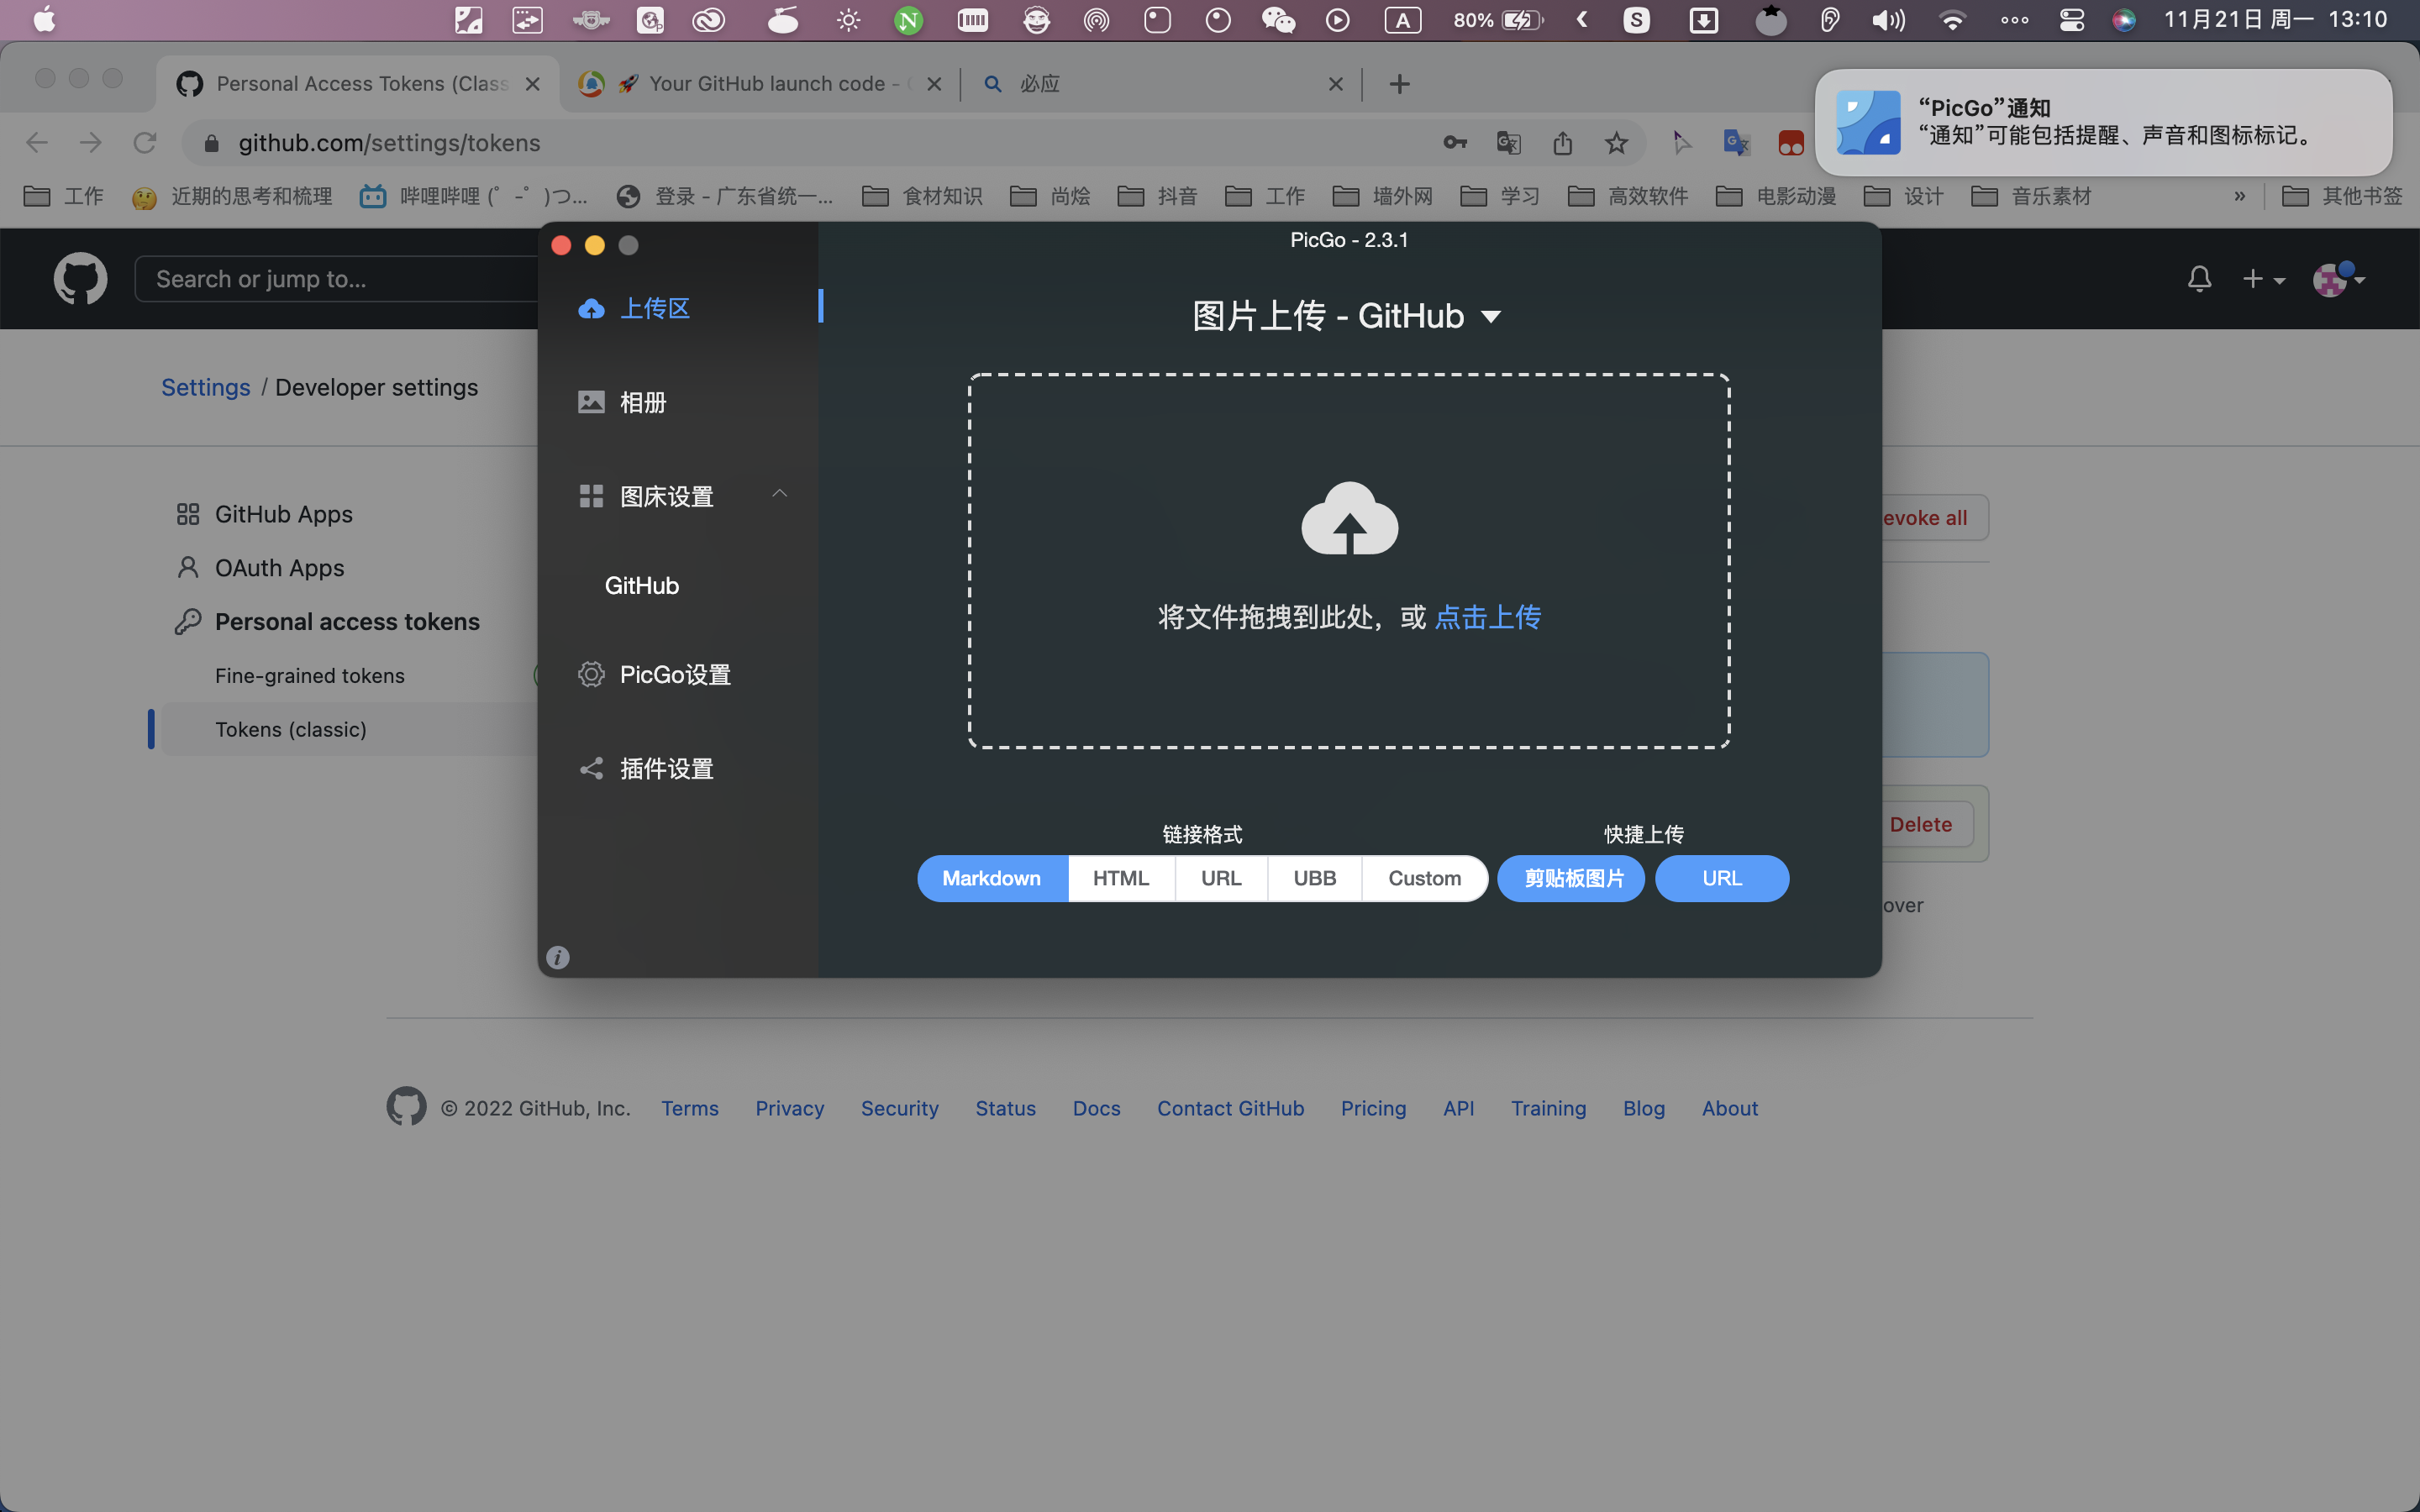 A
80%
S
11月21日 周一 13:10
Personal Access Tokens (Class
🚀 Your GitHub launch code -
必应
github.com/settings/tokens
“PicGo”通知
“通知”可能包括提醒、声音和图标标记。
工作
近期的思考和梳理
哔哩哔哩 (゜-゜)つ...
登录 - 广东省统一...
食材知识
尚烩
抖音
工作
墙外网
学习
高效软件
电影动漫
设计
音乐素材
»
其他书签
Search or jump to...
PicGo - 2.3.1
上传区
相册
图床设置
GitHub
PicGo设置
插件设置
图片上传 - GitHub
将文件拖拽到此处，或 点击上传
链接格式
Markdown
HTML
URL
UBB
Custom
快捷上传
剪贴板图片
URL
Settings / Developer settings
GitHub Apps
OAuth Apps
Personal access tokens
Fine-grained tokens
Tokens (classic)
evoke all
Delete
over
© 2022 GitHub, Inc.
Terms
Privacy
Security
Status
Docs
Contact GitHub
Pricing
API
Training
Blog
About